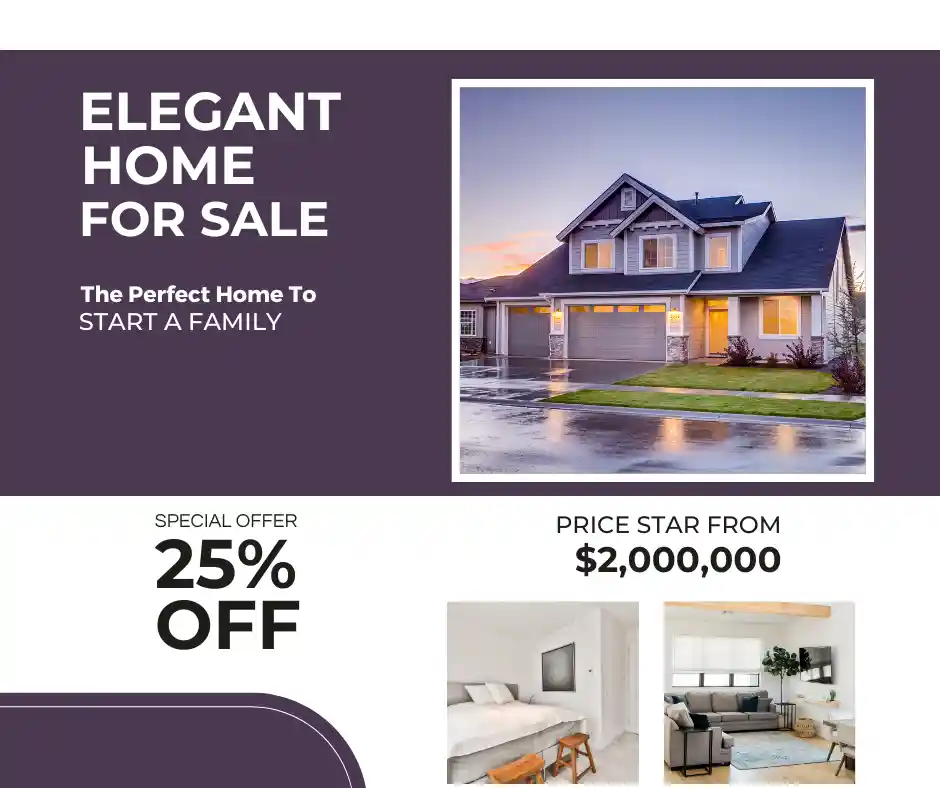 ELEGANT
HOME
FOR SALE
The Perfect Home To
START A FAMILY
SPECIAL OFFER
25%
OFF
PRICE STAR FROM
$2,000,000